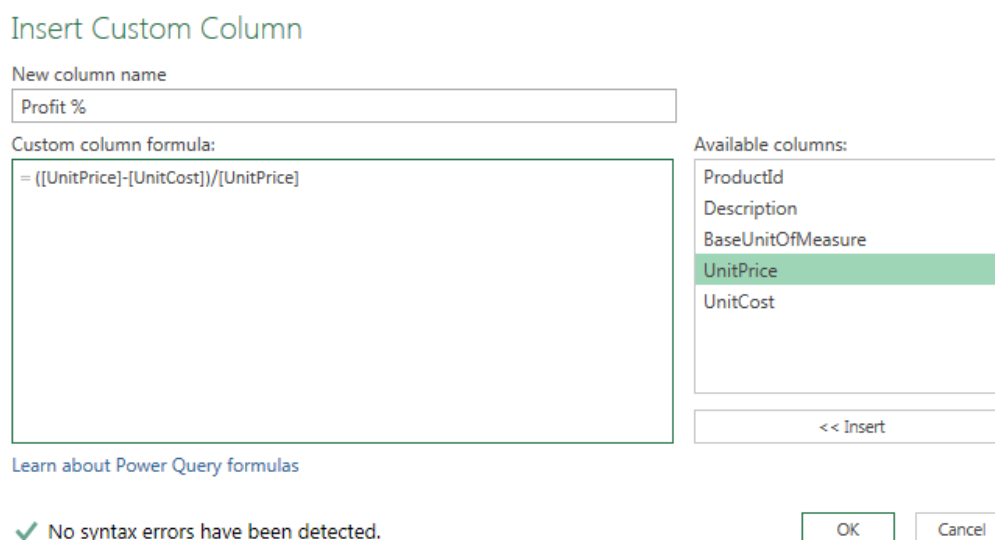 Insert Custom Column
New column name
Profit %
Custom column formula:
= ([UnitPrice]-[UnitCost])/[UnitPrice]
Available columns:
ProductId
Description
BaseUnitOfMeasure
UnitPrice
UnitCost
<< Insert
Learn about Power Query formulas
No syntax errors have been detected.
OK
Cancel